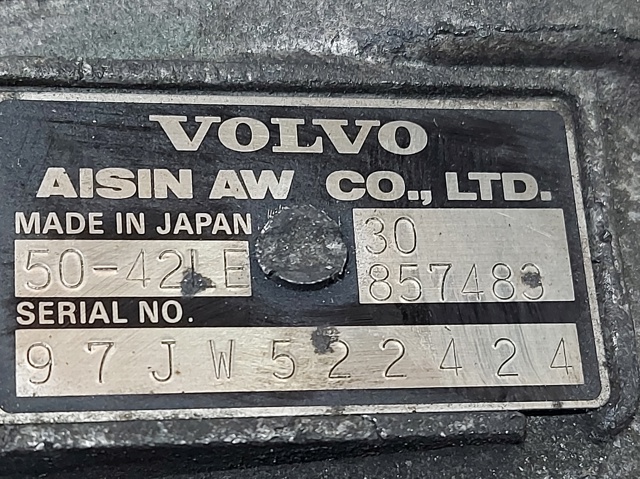 VOLVO
AISIN AW CO., LTD.
MADE IN JAPAN
50-42LE
30
857483
SERIAL NO.
97JW522424